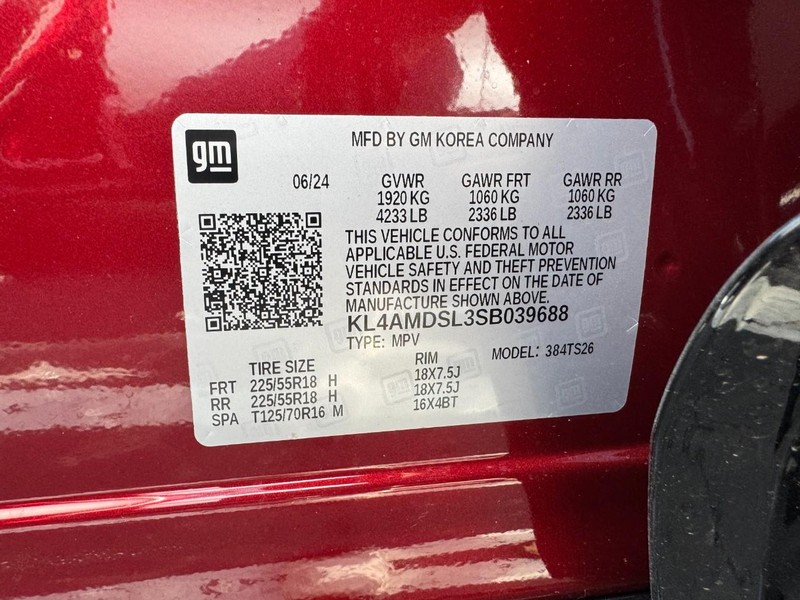 gm
MFD BY GM KOREA COMPANY
06/24 GVWR GAWR FRT GAWR RR
1920 KG 1060 KG 1060 KG
4233 LB 2336 LB 2336 LB
THIS VEHICLE CONFORMS TO ALL
APPLICABLE U.S. FEDERAL MOTOR
VEHICLE SAFETY AND THEFT PREVENTION
STANDARDS IN EFFECT ON THE DATE OF
MANUFACTURE SHOWN ABOVE.
KL4AMDSL3SB039688
TYPE: MPV MODEL: 384TS26
TIRE SIZE RIM
FRT 225/55R18 H 18X7.5J
RR 225/55R18 H 18X7.5J
SPA T125/70R16 M 16X4BT